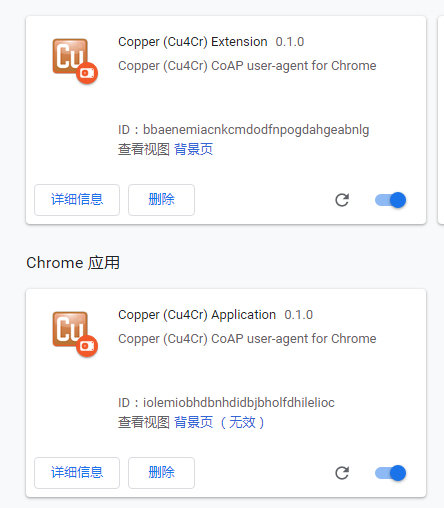 Cu
Copper (Cu4Cr) Extension 0.1.0
Copper (Cu4Cr) CoAP user-agent for Chrome
ID：bbaenemiacnkcmdodfnpogdahgeabnlg
查看视图 背景页
详细信息 删除
Chrome 应用
Cu
Copper (Cu4Cr) Application 0.1.0
Copper (Cu4Cr) CoAP user-agent for Chrome
ID：iolemiobhdbnhdidbjbholfdhilelioc
查看视图 背景页 （无效）
详细信息 删除